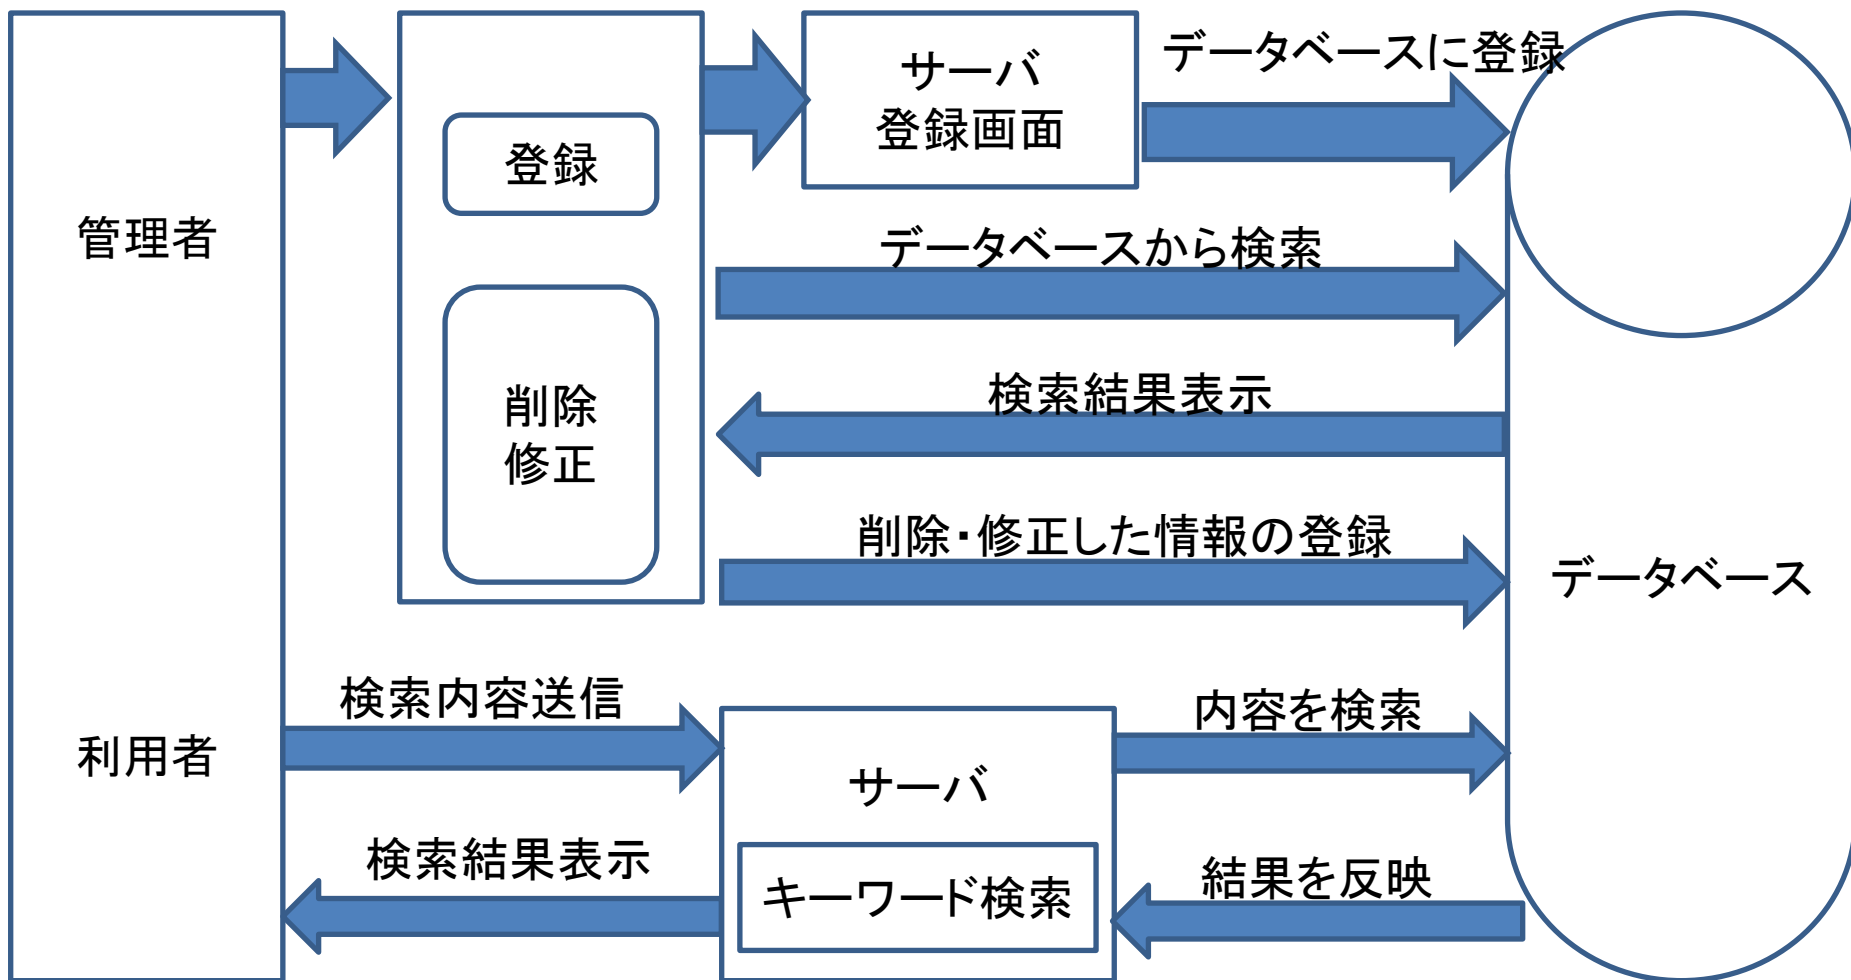 管理者
登録
サーバ
登録画面
データベースに登録
データベースから検索
削除
修正
検索結果表示
削除・修正した情報の登録
データベース
利用者
検索内容送信
サーバ
内容を検索
検索結果表示
キーワード検索
結果を反映